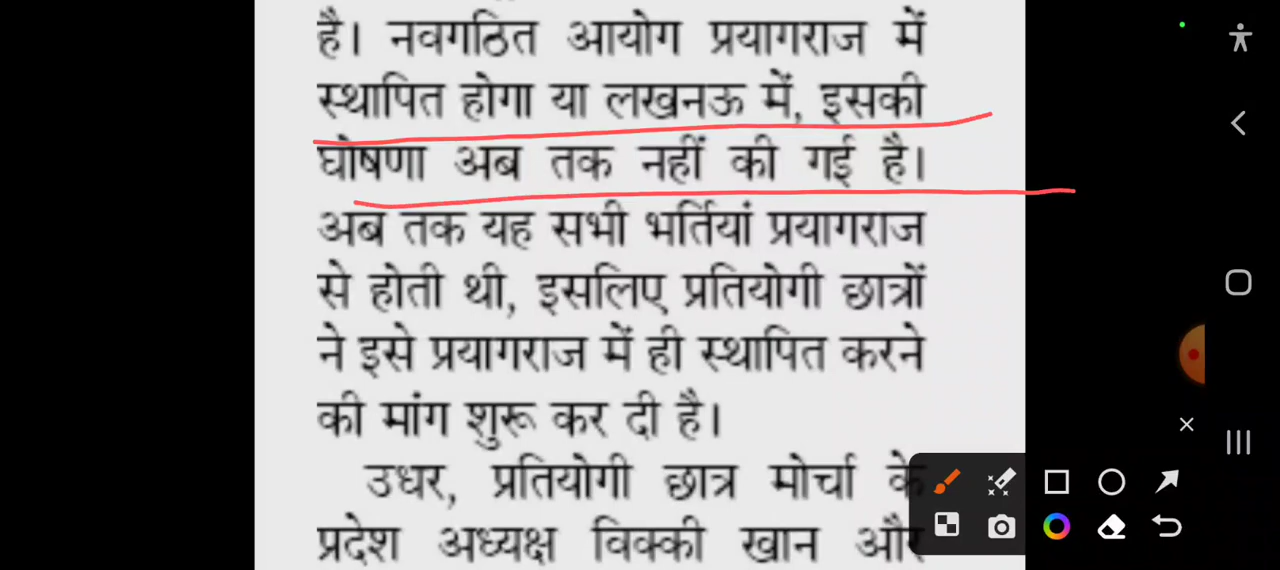 है। नवगठित आयोग प्रयागराज में
स्थापित होगा या लखनऊ में, इसकी
घोषणा अब तक नहीं की गई है।
अब तक यह सभी भर्तियां प्रयागराज
से होती थी, इसलिए प्रतियोगी छात्रों
ने इसे प्रयागराज में ही स्थापित करने
की मांग शुरू कर दी है।
उधर, प्रतियोगी छात्र मोर्चा के
प्रदेश अध्यक्ष विक्की खान और